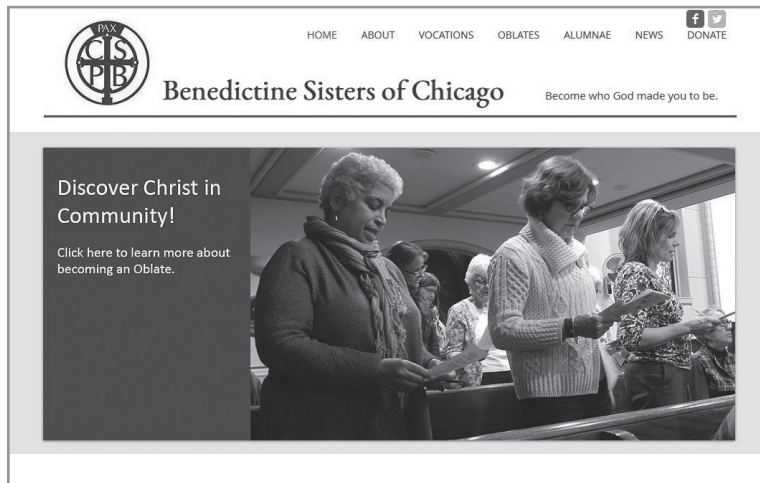 PAX
C S
P B
HOME ABOUT VOCATIONS OBLATES ALUMNAE NEWS DONATE
Benedictine Sisters of Chicago
Become who God made you to be.
Discover Christ in
Community!
Click here to learn more about
becoming an Oblate.